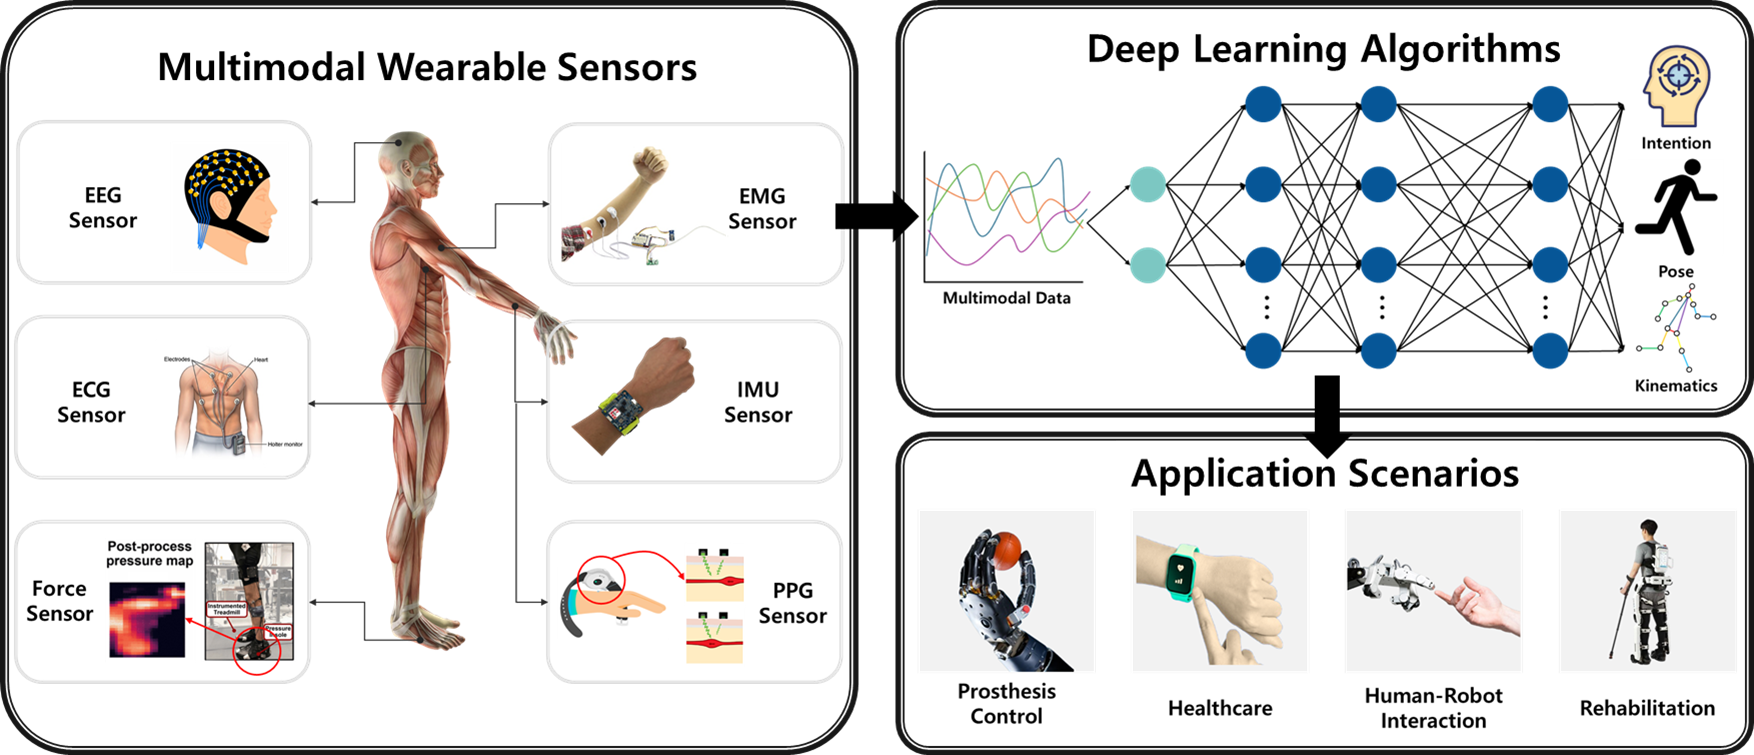 Multimodal Wearable Sensors
EEG
Sensor
EMG
Sensor
ECG
Sensor
Electrodes
Heart
Holter monitor
IMU
Sensor
Force
Sensor
Post-process
pressure map
Instrumented
Treadmill
Pressure
PPG
Sensor
Deep Learning Algorithms
Multimodal Data
Intention
Pose
Kinematics
Application Scenarios
Prosthesis
Control
Healthcare
Human-Robot
Interaction
Rehabilitation